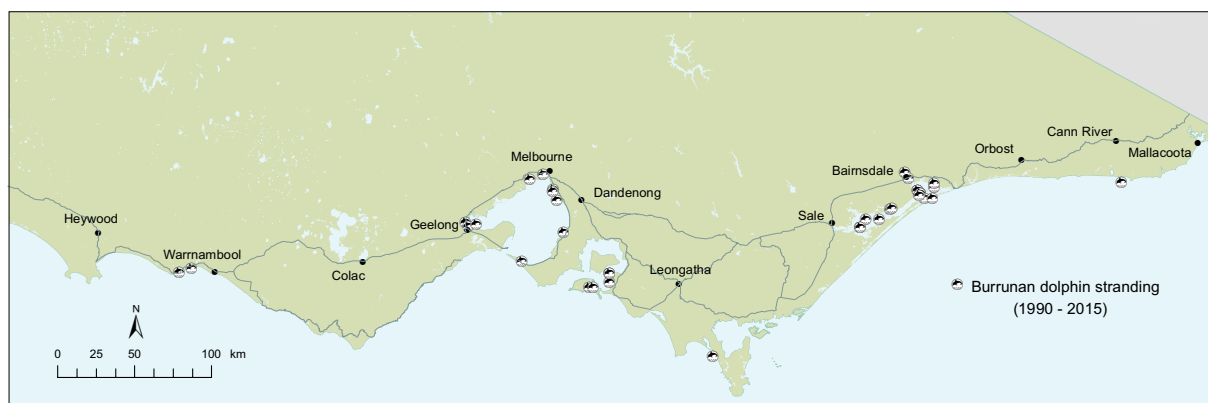 Cann River
Orbost
Mallacoota
Melbourne
Bairnsdale
Dandenong
Heywood
Geelong
Sale
Warrnambool
Colac
Leongatha
Burrunan dolphin stranding
(1990 - 2015)
N
0 25 50 100 km